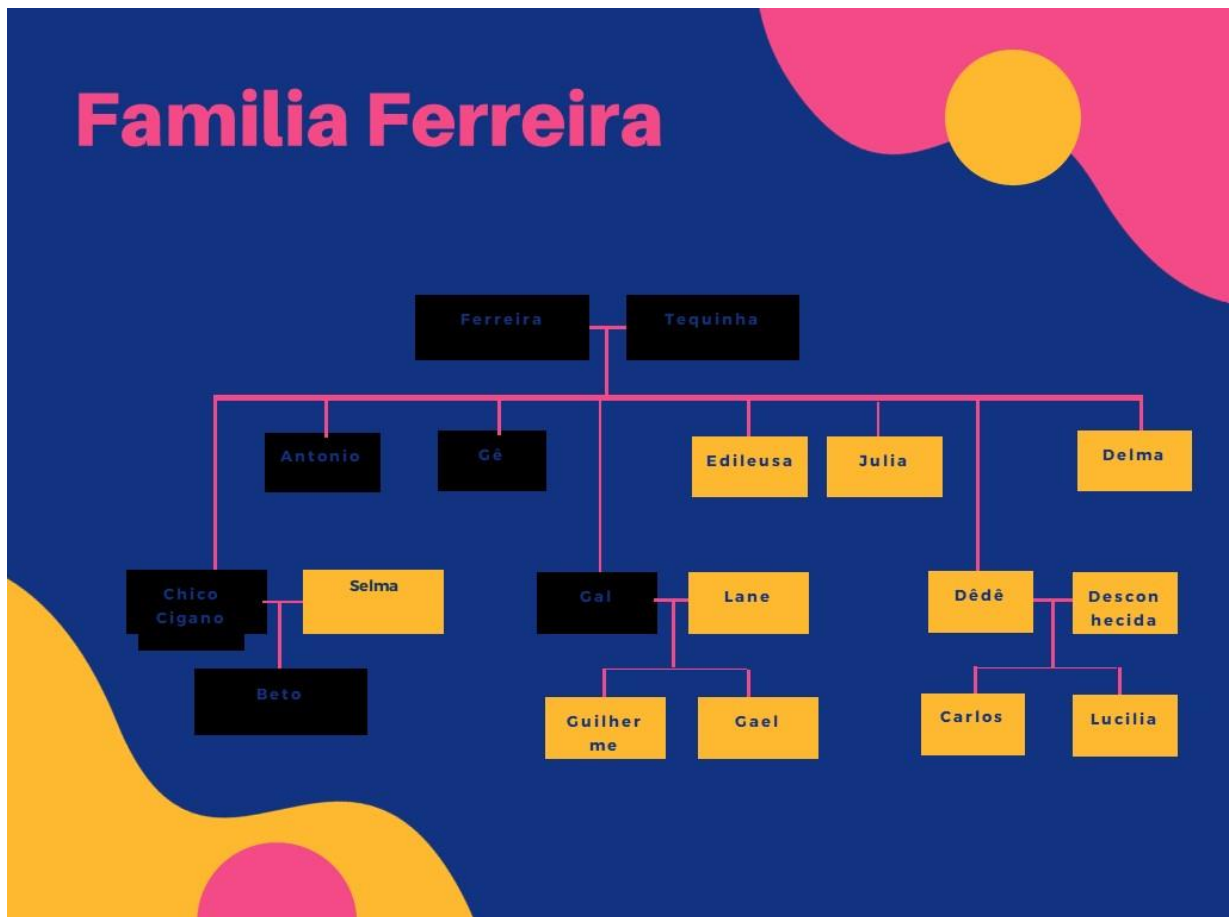 Familia Ferreira
Ferreira
Tequinha
Antonio
Gê
Edileusa
Julia
Delma
Chico
Cigano
Selma
Gal
Lane
Dêdê
Descon
hecida
Beto
Guilher
me
Gael
Carlos
Lucilia